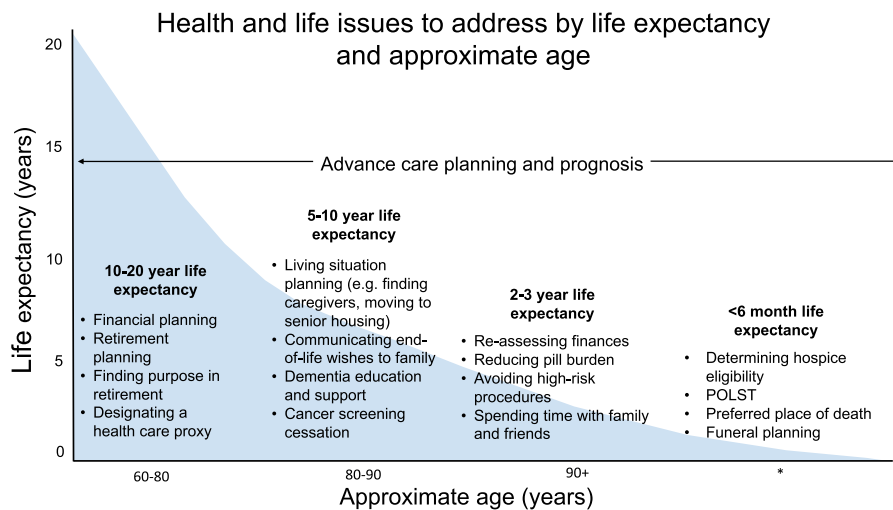 Health and life issues to address by life expectancy
and approximate age
Life expectancy (years)
20
15
10
5
0
Advance care planning and prognosis
10-20 year life
expectancy
• Financial planning
• Retirement
planning
• Finding purpose in
retirement
• Designating a
health care proxy
5-10 year life
expectancy
• Living situation
planning (e.g. finding
caregivers, moving to
senior housing)
• Communicating end-
of-life wishes to family
• Dementia education
and support
• Cancer screening
cessation
2-3 year life
expectancy
• Re-assessing finances
• Reducing pill burden
• Avoiding high-risk
procedures
• Spending time with family
and friends
<6 month life
expectancy
• Determining hospice
eligibility
• POLST
• Preferred place of death
• Funeral planning
60-80
80-90
90+
*
Approximate age (years)